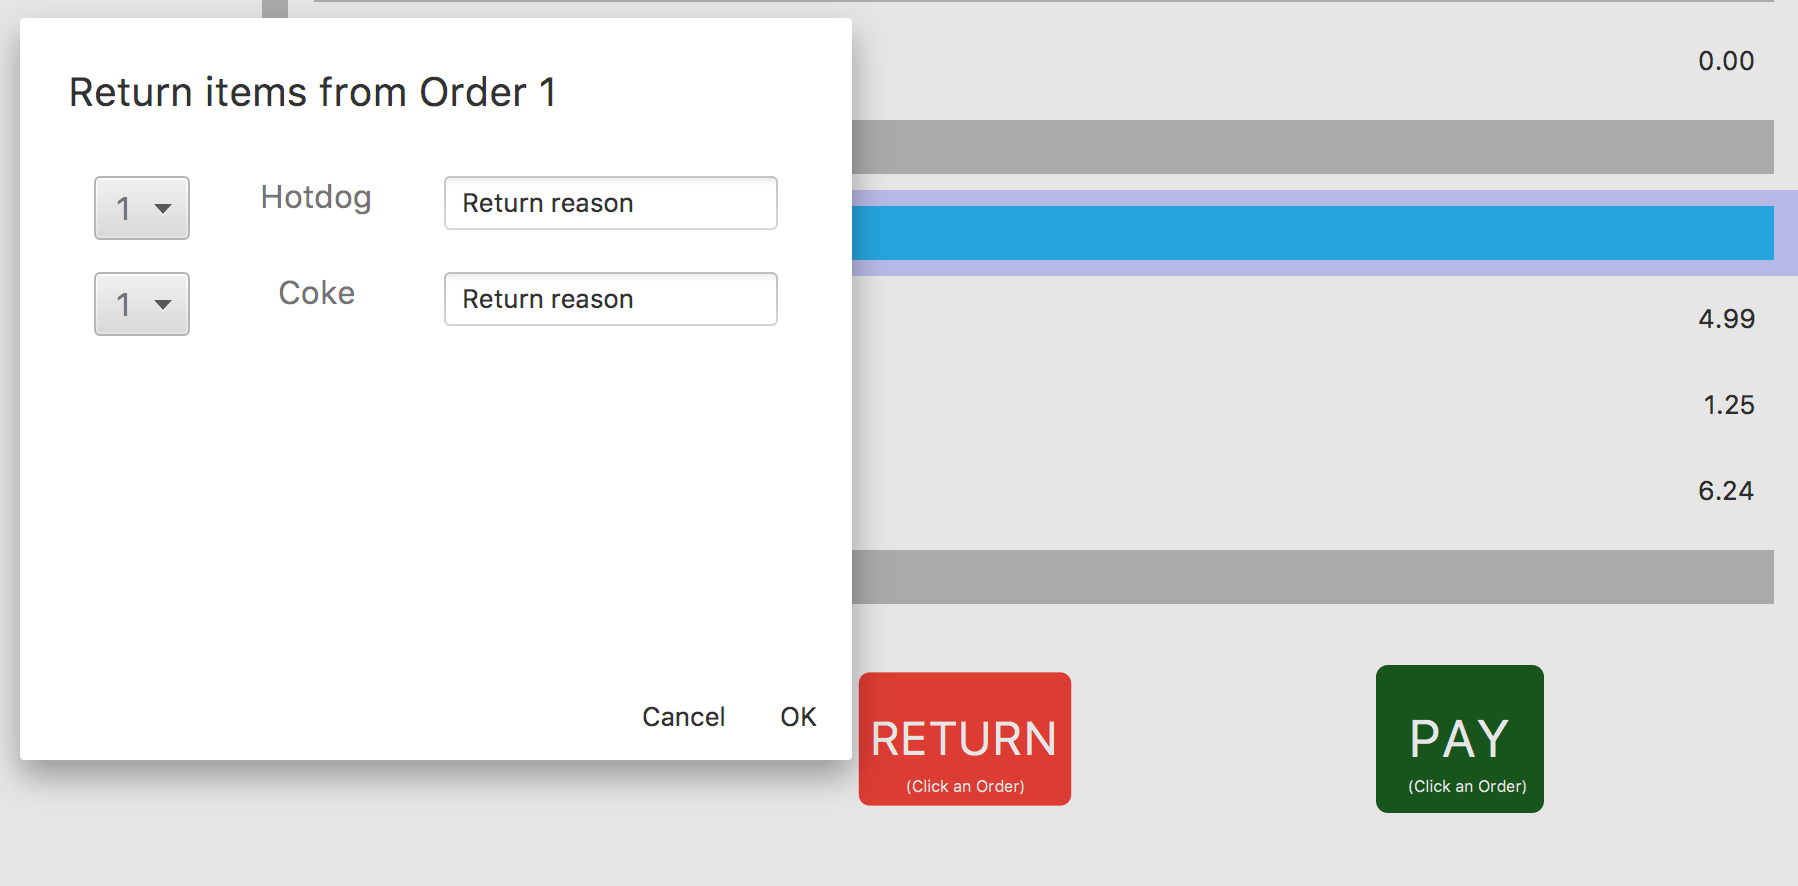 Return items from Order 1
1 Hotdog Return reason
1 Coke Return reason
Cancel OK
0.00
4.99
1.25
6.24
RETURN
(Click an Order)
PAY
(Click an Order)